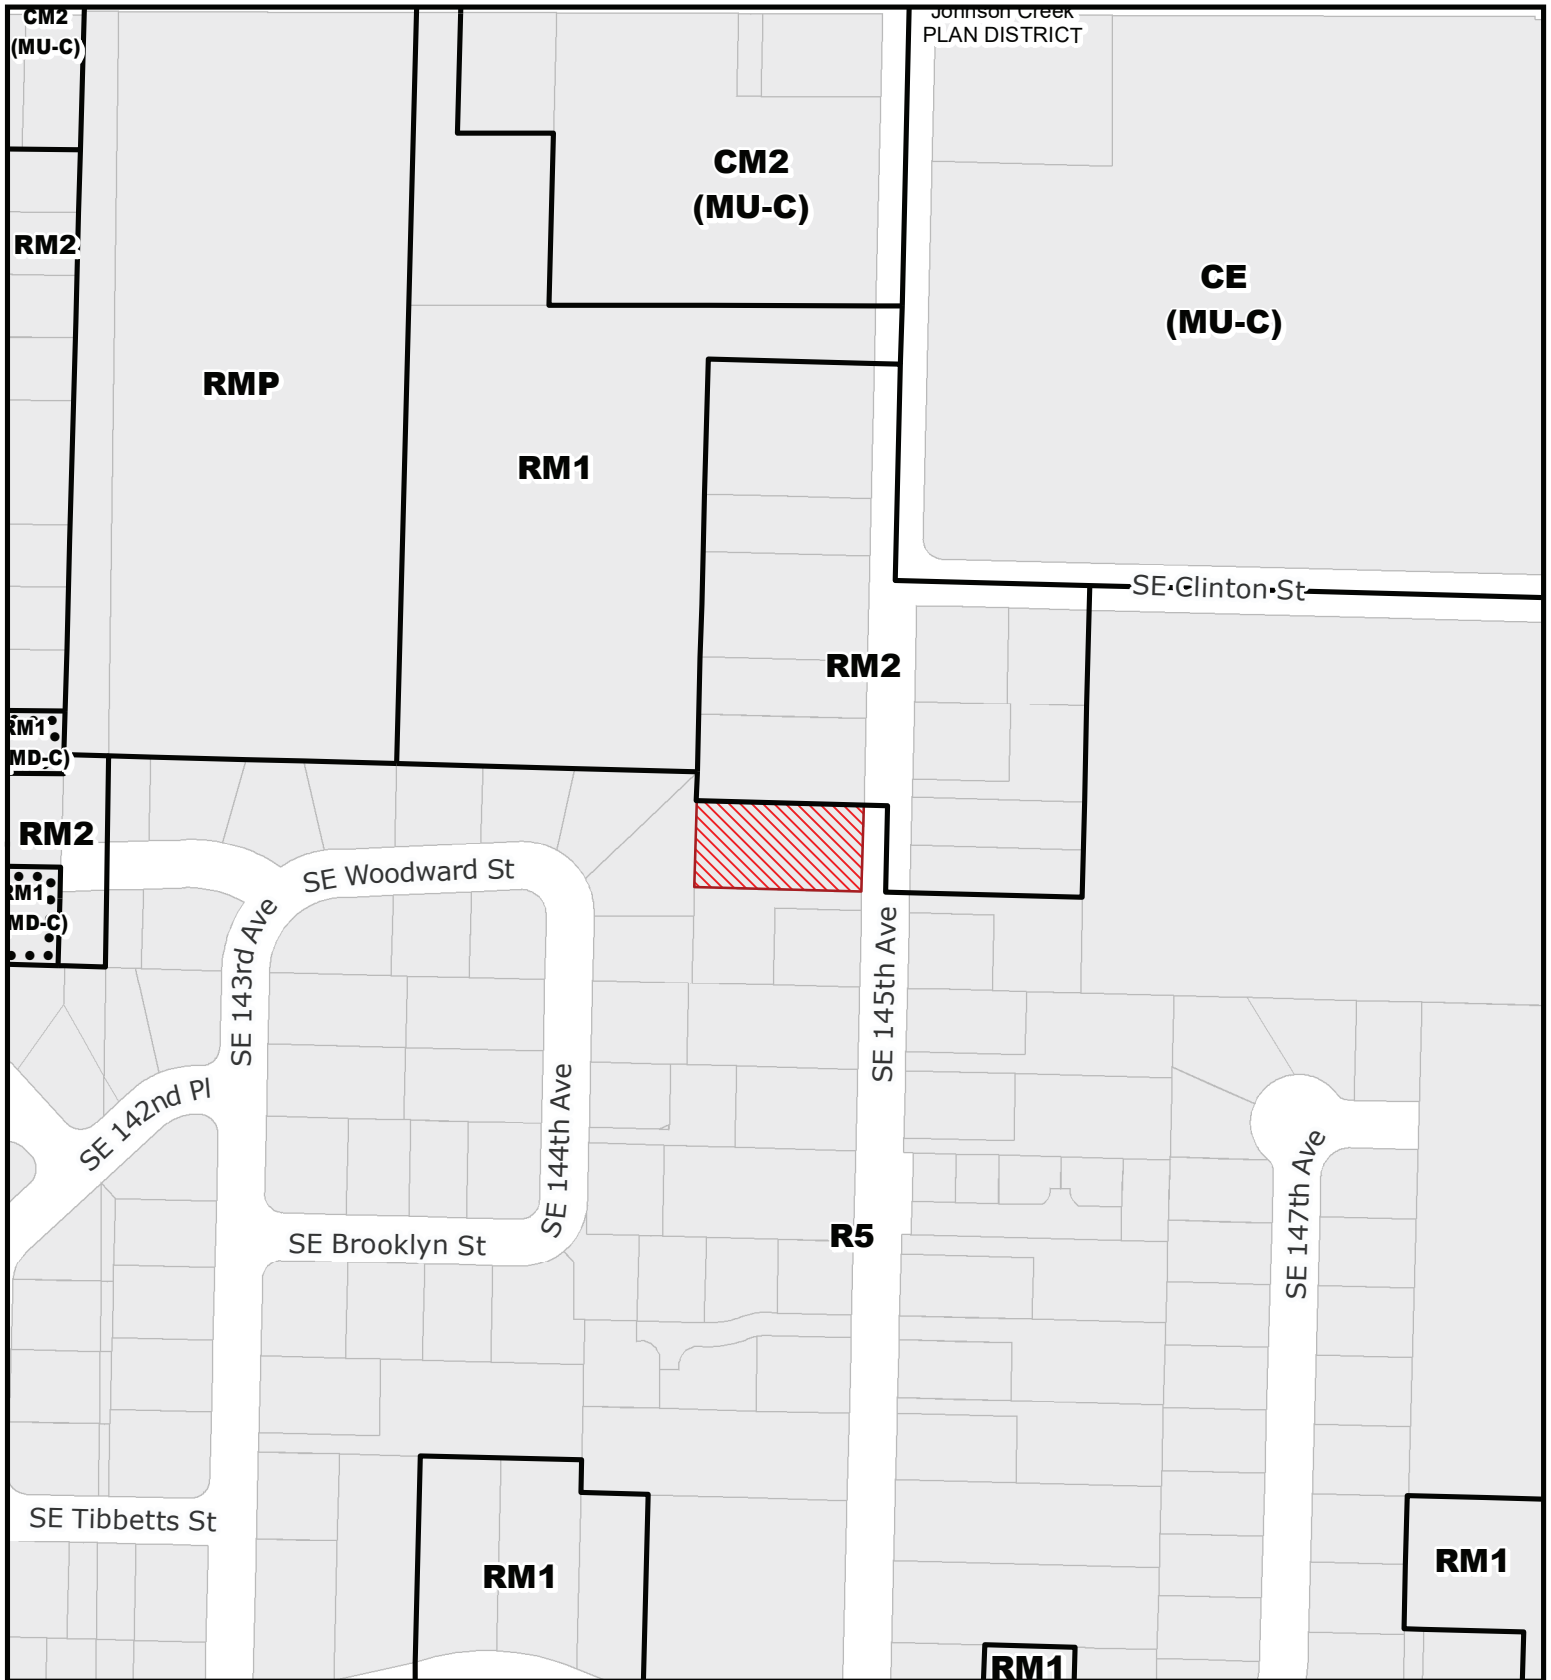 CM2
(MU-C)
Johnson Creek
PLAN DISTRICT
CM2
(MU-C)
RM2
CE
(MU-C)
RMP
RM1
SE Clinton St
RM2
RM1
MD-C)
RM2
SE Woodward St
RM1
MD-C)
SE 143rd Ave
SE 145th Ave
SE 142nd Pl
SE 144th Ave
SE 147th Ave
R5
SE Brooklyn St
SE Tibbetts St
RM1
RM1
RM1